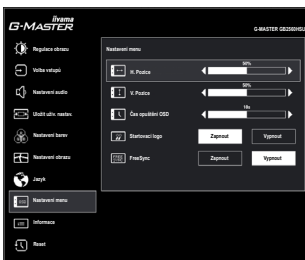 iiyama
G-MASTER
G-MASTER GB2560HSU
Regulace obrazu
Volba vstupů
Nastavení audio
Uložit uživ. nastav.
Nastavení barev
Nastavení obrazu
Jazyk
Nastavení menu
Informace
Reset
Nastavení menu
H. Pozice
50%
V. Pozice
50%
Čas opuštění OSD
10s
Startovací logo
Zapnout
Vypnout
FreeSync
Zapnout
Vypnout